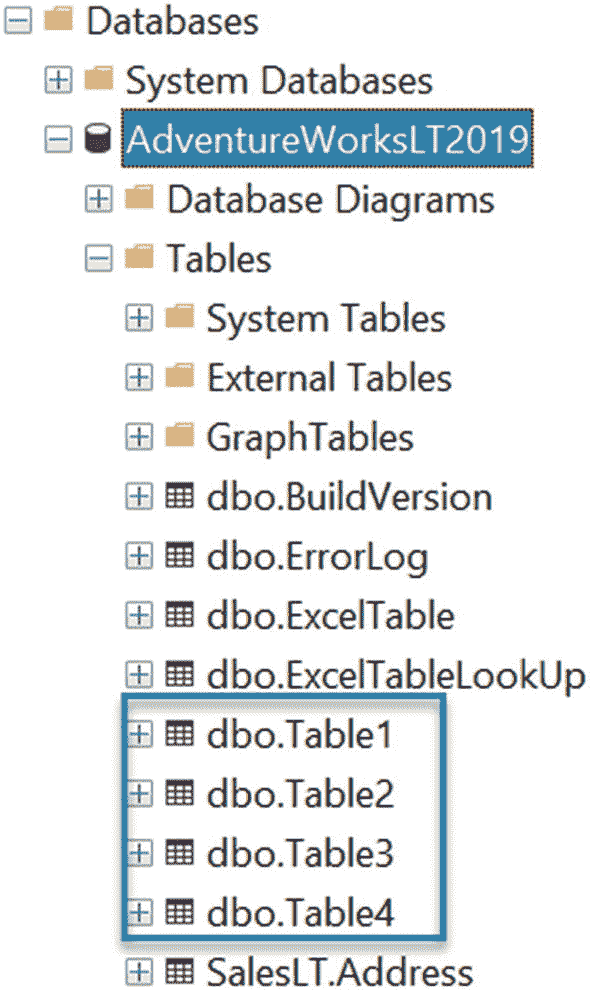 Databases
System Databases
AdventureWorksLT2019
Database Diagrams
Tables
System Tables
External Tables
GraphTables
dbo.BuildVersion
dbo.ErrorLog
dbo.ExcelTable
dbo.ExcelTableLookUp
dbo.Table1
dbo.Table2
dbo.Table3
dbo.Table4
SalesLT.Address